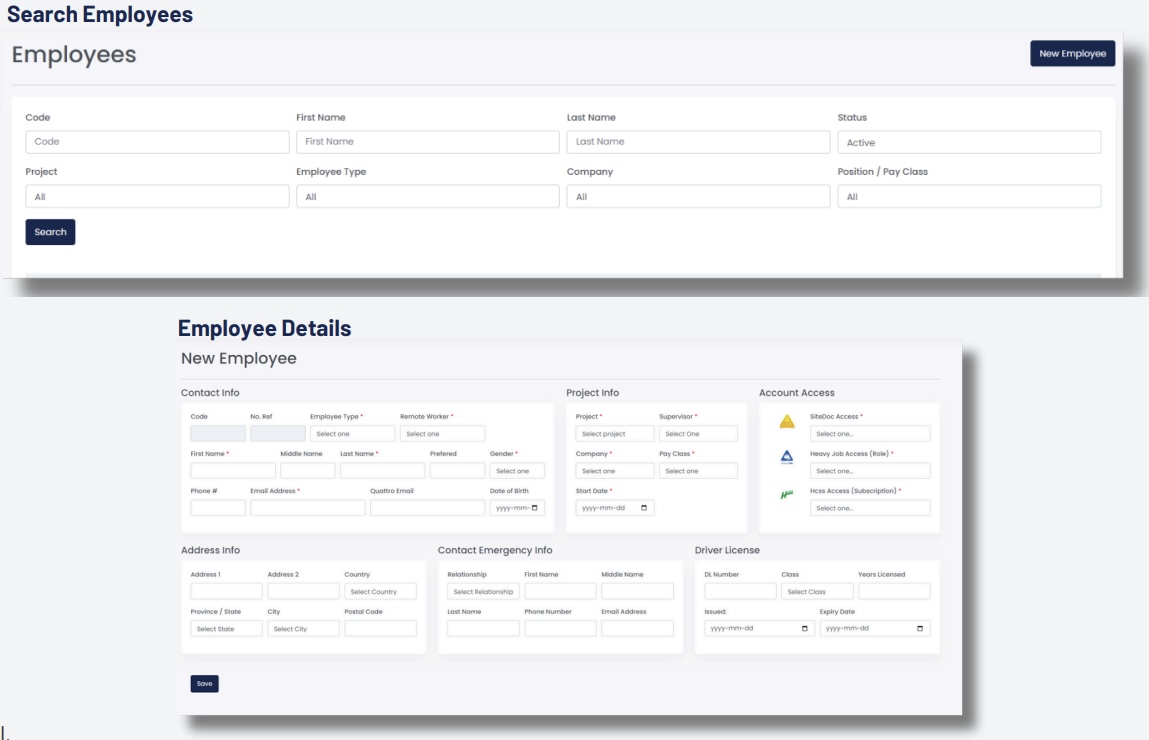 Search Employees
Employees
New Employee
Code First Name Last Name Status
Code First Name Last Name Active
Project Employee Type Company Position / Pay Class
All All All All
Search
Employee Details
New Employee
Contact Info Project Info Account Access
Code No. Ref Employee Type * Remote Worker * Project * Supervisor * SiteDoc Access *
Select one Select one Select project Select One Select one...
First Name * Middle Name Last Name * Prefered Gender * Company * Pay Class * Heavy Job Access (Role) *
Select one Select one Select one Select one...
Phone # Email Address * Quattro Email Date of Birth Start Date * Hcss Access (Subscription) *
yyyy-mm- yyyy-mm-dd Select one...
Address Info Contact Emergency Info Driver License
Address 1 Address 2 Country Relationship First Name Middle Name DL Number Class Years Licensed
Select Country Select Relationship Select Class
Province / State City Postal Code Last Name Phone Number Email Address Issued: Expiry Date
Select State Select City yyyy-mm-dd yyyy-mm-dd
Save